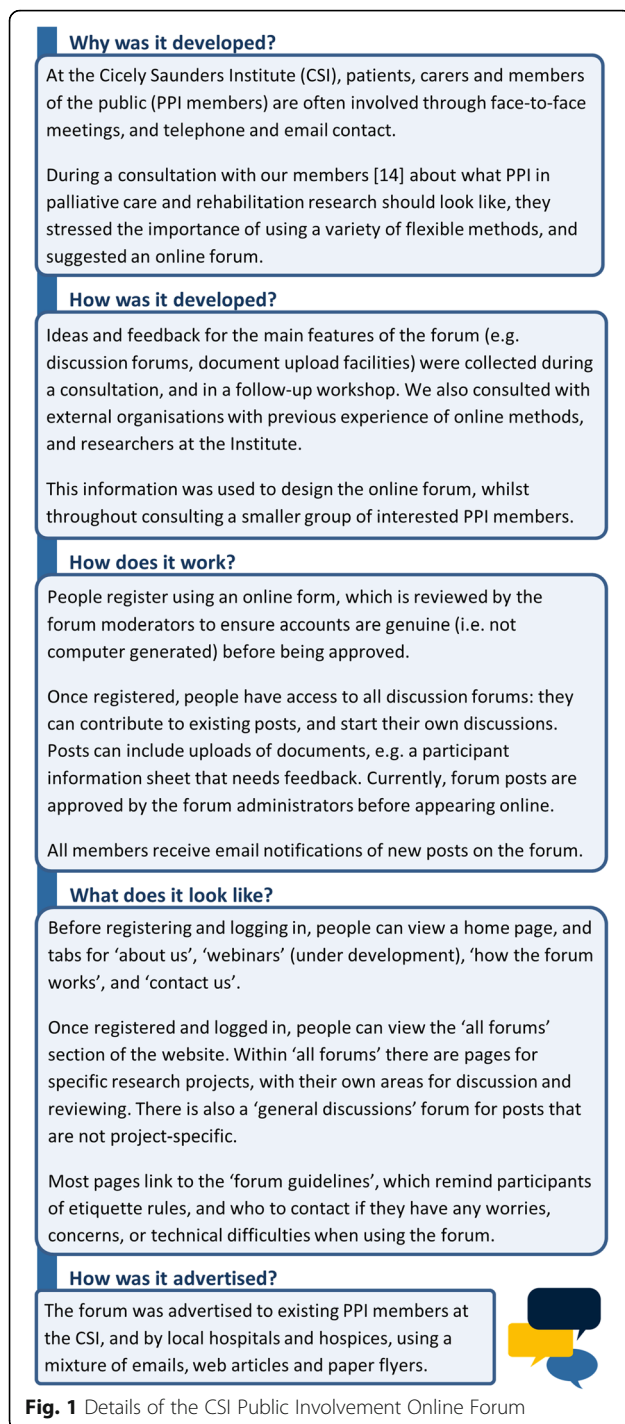 Why was it developed?
At the Cicely Saunders Institute (CSI), patients, carers and members
of the public (PPI members) are often involved through face-to-face
meetings, and telephone and email contact.
During a consultation with our members [14] about what PPI in
palliative care and rehabilitation research should look like, they
stressed the importance of using a variety of flexible methods, and
suggested an online forum.
How was it developed?
Ideas and feedback for the main features of the forum (e.g.
discussion forums, document upload facilities) were collected during
a consultation, and in a follow-up workshop. We also consulted with
external organisations with previous experience of online methods,
and researchers at the Institute.
This information was used to design the online forum, whilst
throughout consulting a smaller group of interested PPI members.
How does it work?
People register using an online form, which is reviewed by the
forum moderators to ensure accounts are genuine (i.e. not
computer generated) before being approved.
Once registered, people have access to all discussion forums: they
can contribute to existing posts, and start their own discussions.
Posts can include uploads of documents, e.g. a participant
information sheet that needs feedback. Currently, forum posts are
approved by the forum administrators before appearing online.
All members receive email notifications of new posts on the forum.
What does it look like?
Before registering and logging in, people can view a home page, and
tabs for ‘about us’, ‘webinars’ (under development), ‘how the forum
works’, and ‘contact us’.
Once registered and logged in, people can view the ‘all forums’
section of the website. Within ‘all forums’ there are pages for
specific research projects, with their own areas for discussion and
reviewing. There is also a ‘general discussions’ forum for posts that
are not project-specific.
Most pages link to the ‘forum guidelines’, which remind participants
of etiquette rules, and who to contact if they have any worries,
concerns, or technical difficulties when using the forum.
How was it advertised?
The forum was advertised to existing PPI members at
the CSI, and by local hospitals and hospices, using a
mixture of emails, web articles and paper flyers.
Fig. 1 Details of the CSI Public Involvement Online Forum